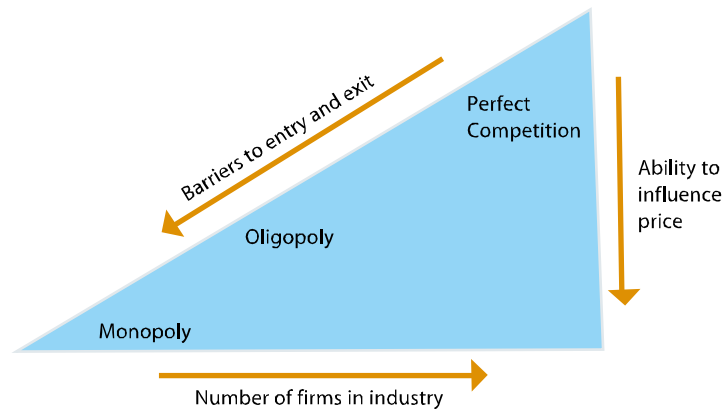 Barriers to entry and exit
Perfect
Competition
Ability to
influence
price
Oligopoly
Monopoly
Number of firms in industry